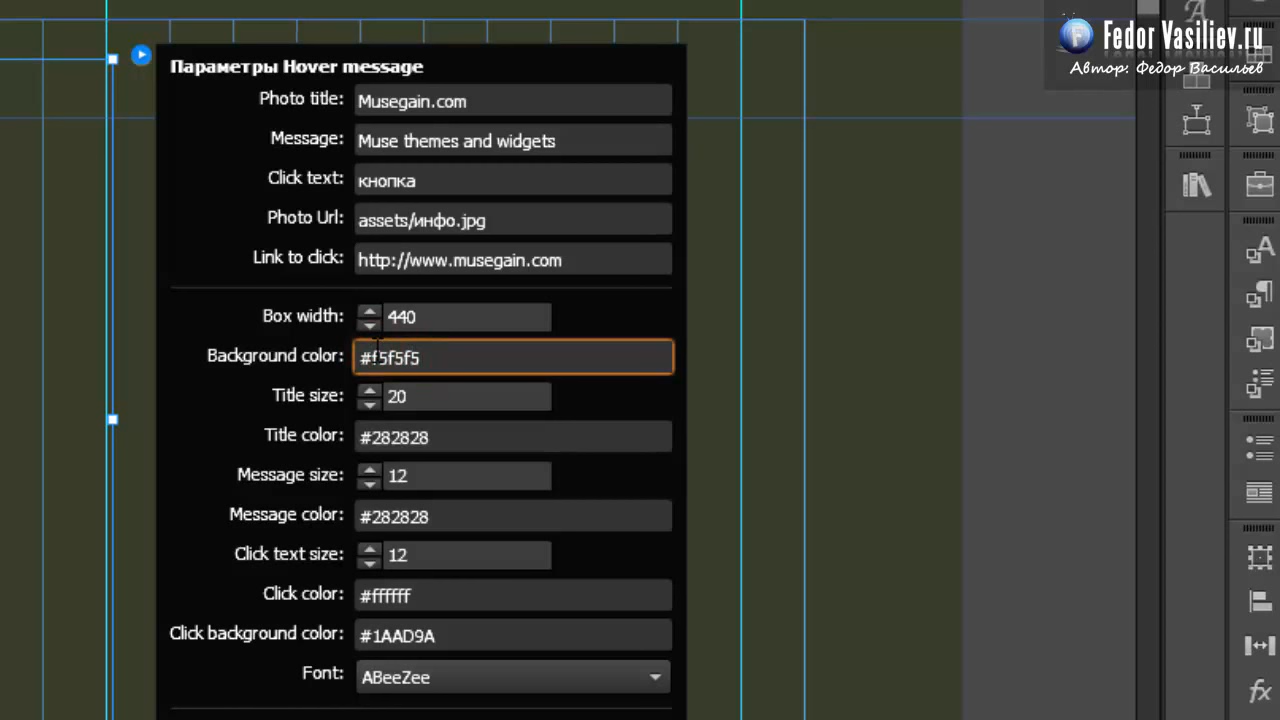 Fedor Vasiliev.ru
Автор: Федор Васильев
Параметры Hover message
Photo title: Musegain.com
Message: Muse themes and widgets
Click text: кнопка
Photo Url: assets/инфо.jpg
Link to click: http://www.musegain.com
Box width: 440
Background color: #f5f5f5
Title size: 20
Title color: #282828
Message size: 12
Message color: #282828
Click text size: 12
Click color: #ffffff
Click background color: #1AAD9A
Font: ABeeZee